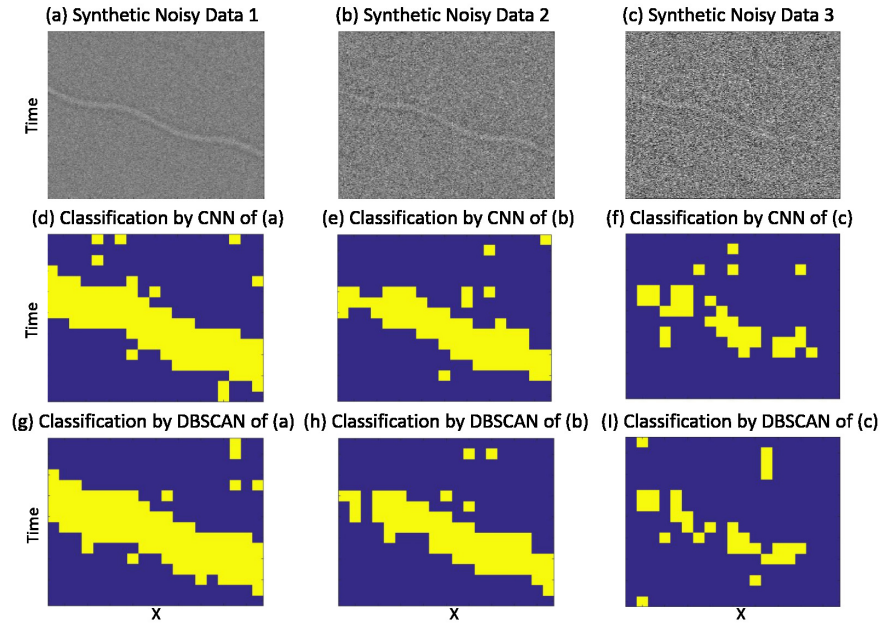 (a) Synthetic Noisy Data 1
(b) Synthetic Noisy Data 2
(c) Synthetic Noisy Data 3
Time
(d) Classification by CNN of (a)
(e) Classification by CNN of (b)
(f) Classification by CNN of (c)
Time
(g) Classification by DBSCAN of (a)
(h) Classification by DBSCAN of (b)
(I) Classification by DBSCAN of (c)
Time
X
X
X